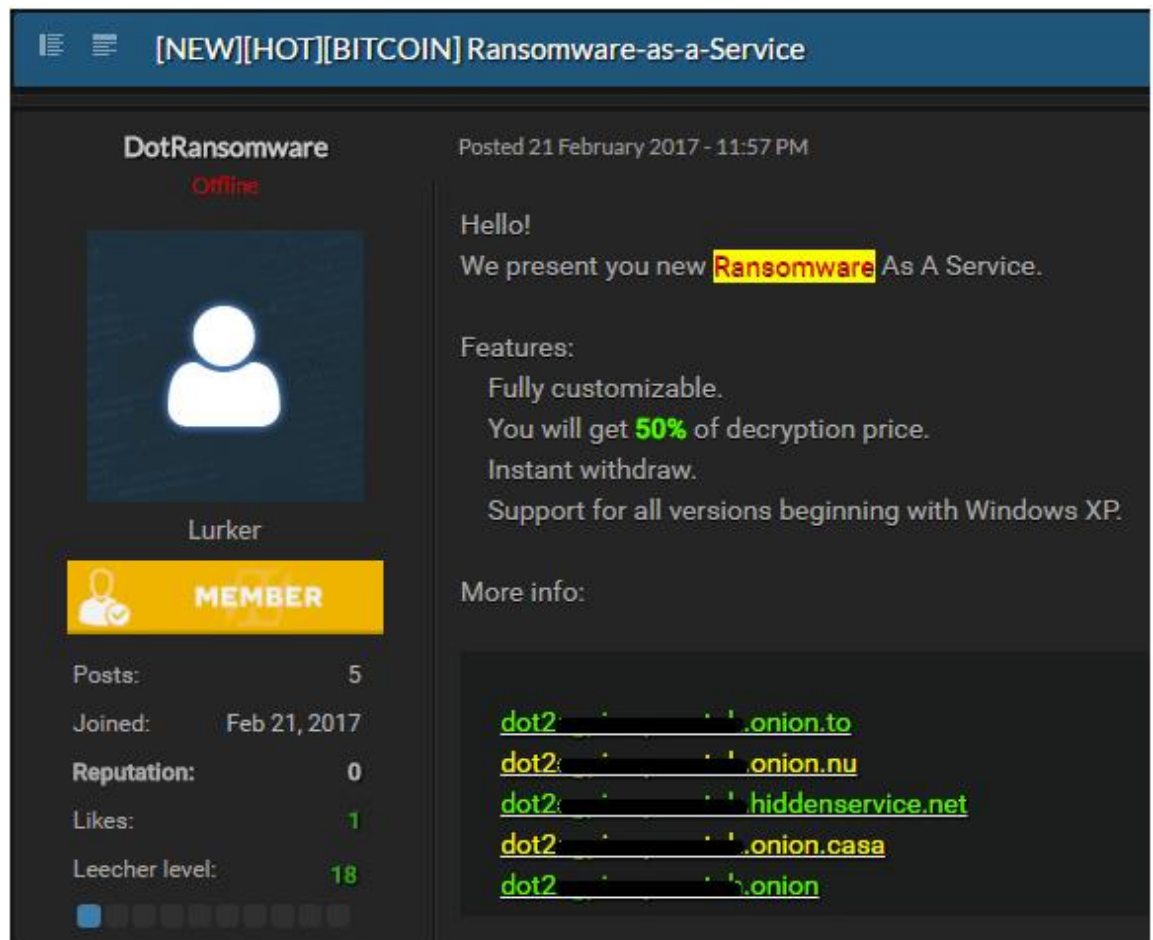 [NEW][HOT][BITCOIN] Ransomware-as-a-Service
DotRansomware
Offline
Lurker
MEMBER
Posts: 5
Joined: Feb 21, 2017
Reputation: 0
Likes: 1
Leecher level: 18
Posted 21 February 2017 - 11:57 PM
Hello!
We present you new Ransomware As A Service.
Features:
Fully customizable.
You will get 50% of decryption price.
Instant withdraw.
Support for all versions beginning with Windows XP.
More info:
dot2 .onion.to
dot2 .onion.nu
dot2 .hiddenservice.net
dot2 .onion.casa
dot2 .onion